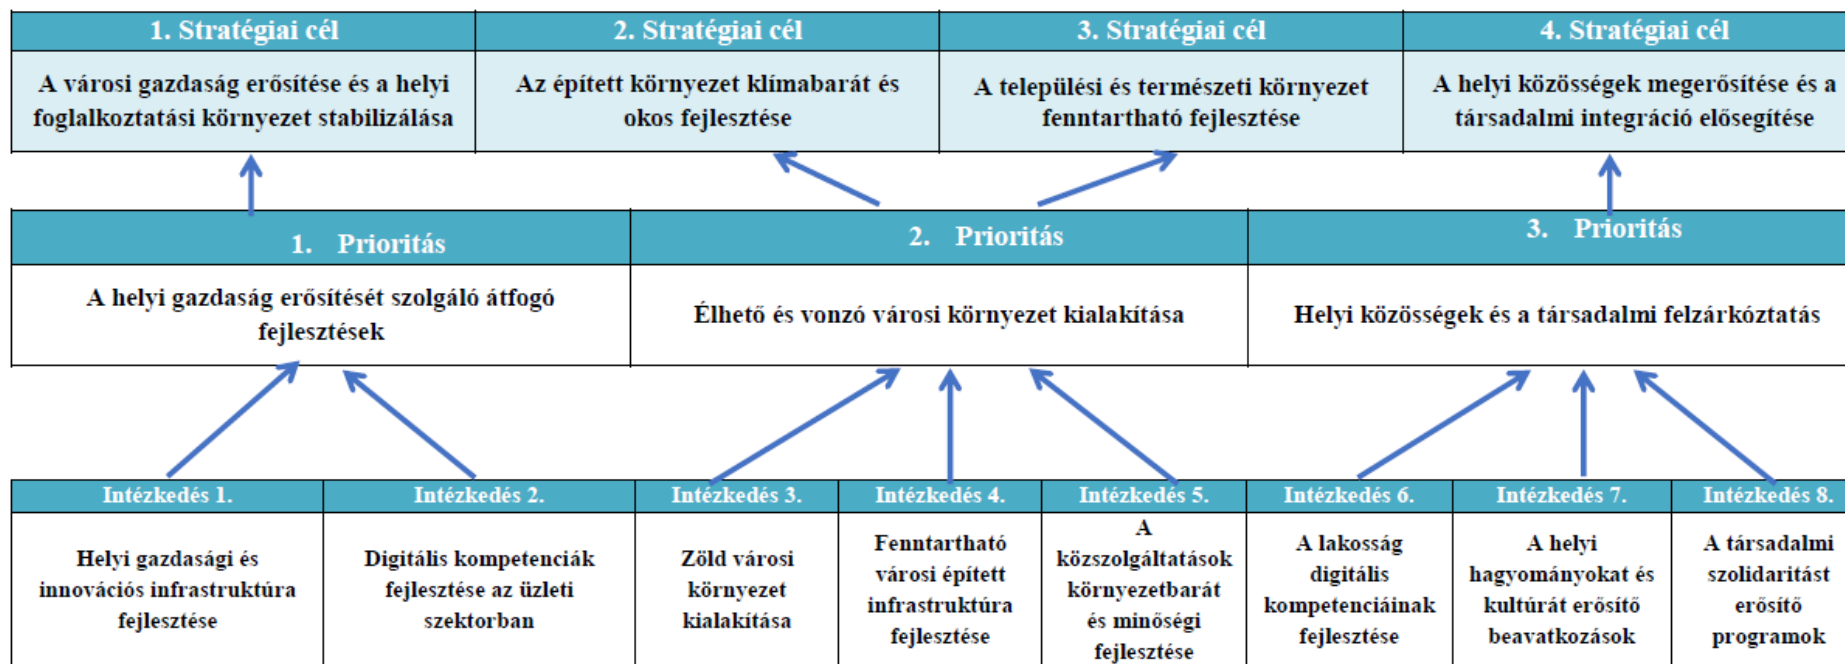 1. Stratégiai cél
2. Stratégiai cél
3. Stratégiai cél
4. Stratégiai cél
A városi gazdaság erősítése és a helyi
foglalkoztatási környezet stabilizálása
Az épített környezet klímabarát és
okos fejlesztése
A települési és természeti környezet
fenntartható fejlesztése
A helyi közösségek megerősítése és a
társadalmi integráció elősegítése
1. Prioritás
2. Prioritás
3. Prioritás
A helyi gazdaság erősítését szolgáló átfogó
fejlesztések
Élhető és vonzó városi környezet kialakítása
Helyi közösségek és a társadalmi felzárkóztatás
Intézkedés 1.
Intézkedés 2.
Intézkedés 3.
Intézkedés 4.
Intézkedés 5.
Intézkedés 6.
Intézkedés 7.
Intézkedés 8.
Helyi gazdasági és
innovációs infrastruktúra
fejlesztése
Digitális kompetenciák
fejlesztése az üzleti
szektorban
Zöld városi
környezet
kialakítása
Fenntartható
városi épített
infrastruktúra
fejlesztése
A
közszolgáltatások
környezetbarát
és minőségi
fejlesztése
A lakosság
digitális
kompetenciáinak
fejlesztése
A helyi
hagyományokat és
kultúrát erősítő
beavatkozások
A társadalmi
szolidaritást
erősítő
programok